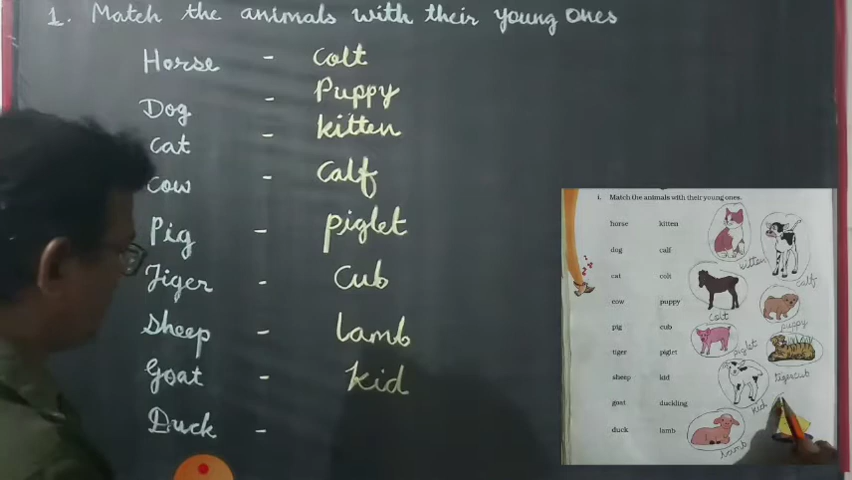 1. Match the animals with their young ones
Horse - Colt
Dog - Puppy
Cat - kitten
Cow - Calf
Pig - piglet
Tiger - Cub
Sheep - lamb
Goat - kid
Duck -
1. Match the animals with their young ones.
horse kitten
dog calf
cat colt
cow puppy
pig cub
tiger piglet
sheep kid
goat duckling
duck lamb
kitten
calf
colt
puppy
piglet
tiger cub
kid
lamb